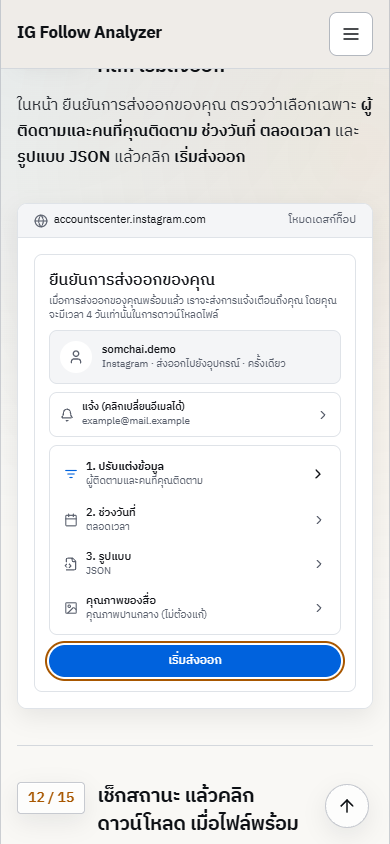 IG Follow Analyzer
ในหน้า ยืนยันการส่งออกของคุณ ตรวจว่าเลือกเฉพาะ ผู้
ติดตามและคนที่คุณติดตาม ช่วงวันที่ ตลอดเวลา และ
รูปแบบ JSON แล้วคลิก เริ่มส่งออก
accountscenter.instagram.com
โหมดเดสก์ท็อป
ยืนยันการส่งออกของคุณ
เมื่อการส่งออกของคุณพร้อมแล้ว เราจะส่งการแจ้งเตือนถึงคุณ โดยคุณ
จะมีเวลา 4 วันเท่านั้นในการดาวน์โหลดไฟล์
somchai.demo
Instagram · ส่งออกไปยังอุปกรณ์ · ครั้งเดียว
แจ้ง (คลิกเปลี่ยนอีเมลได้)
example@mail.example
1. ปรับแต่งข้อมูล
ผู้ติดตามและคนที่คุณติดตาม
2. ช่วงวันที่
ตลอดเวลา
3. รูปแบบ
JSON
คุณภาพของสื่อ
คุณภาพปานกลาง (ไม่ต้องแก้)
เริ่มส่งออก
12 / 15
เช็กสถานะ แล้วคลิก
ดาวน์โหลด เมื่อไฟล์พร้อม